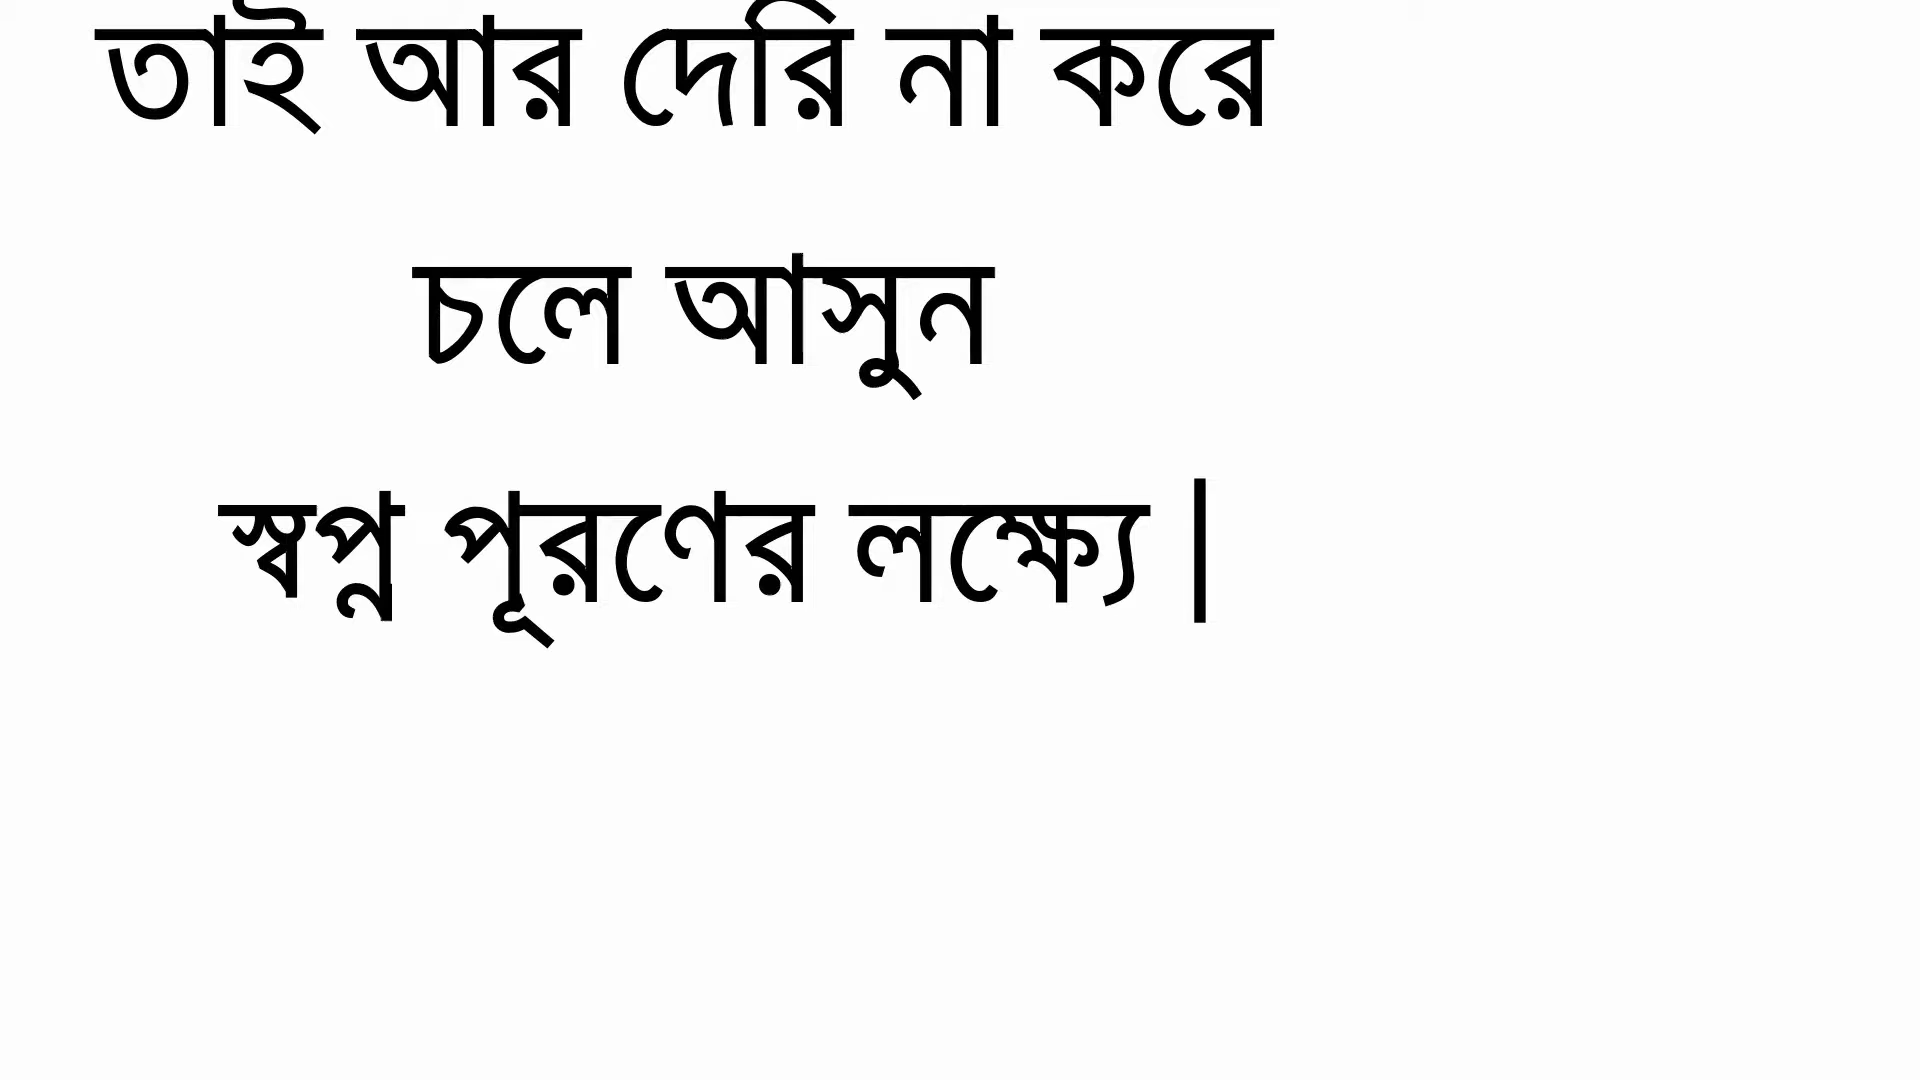 তাই আর দেরি না করে
চলে আসুন
স্বপ্ন পূরণের লক্ষ্যে |